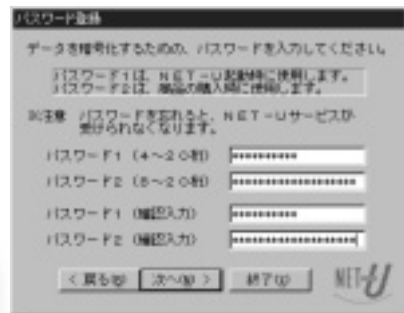 パスワード登録
データを暗号化するための、パスワードを入力してください。
パスワード1は、NET-U起動時に使用します。
パスワード2は、商品の購入時に使用します。
※注意 パスワードを忘れると、NET-Uサービスが
受けられなくなります。
パスワード1 (4~20桁) **********
パスワード2 (8~20桁) *******************
パスワード1 (確認入力) **********
パスワード2 (確認入力) *******************
< 戻る(B) 次へ(N) > 終了(X)
NET-U